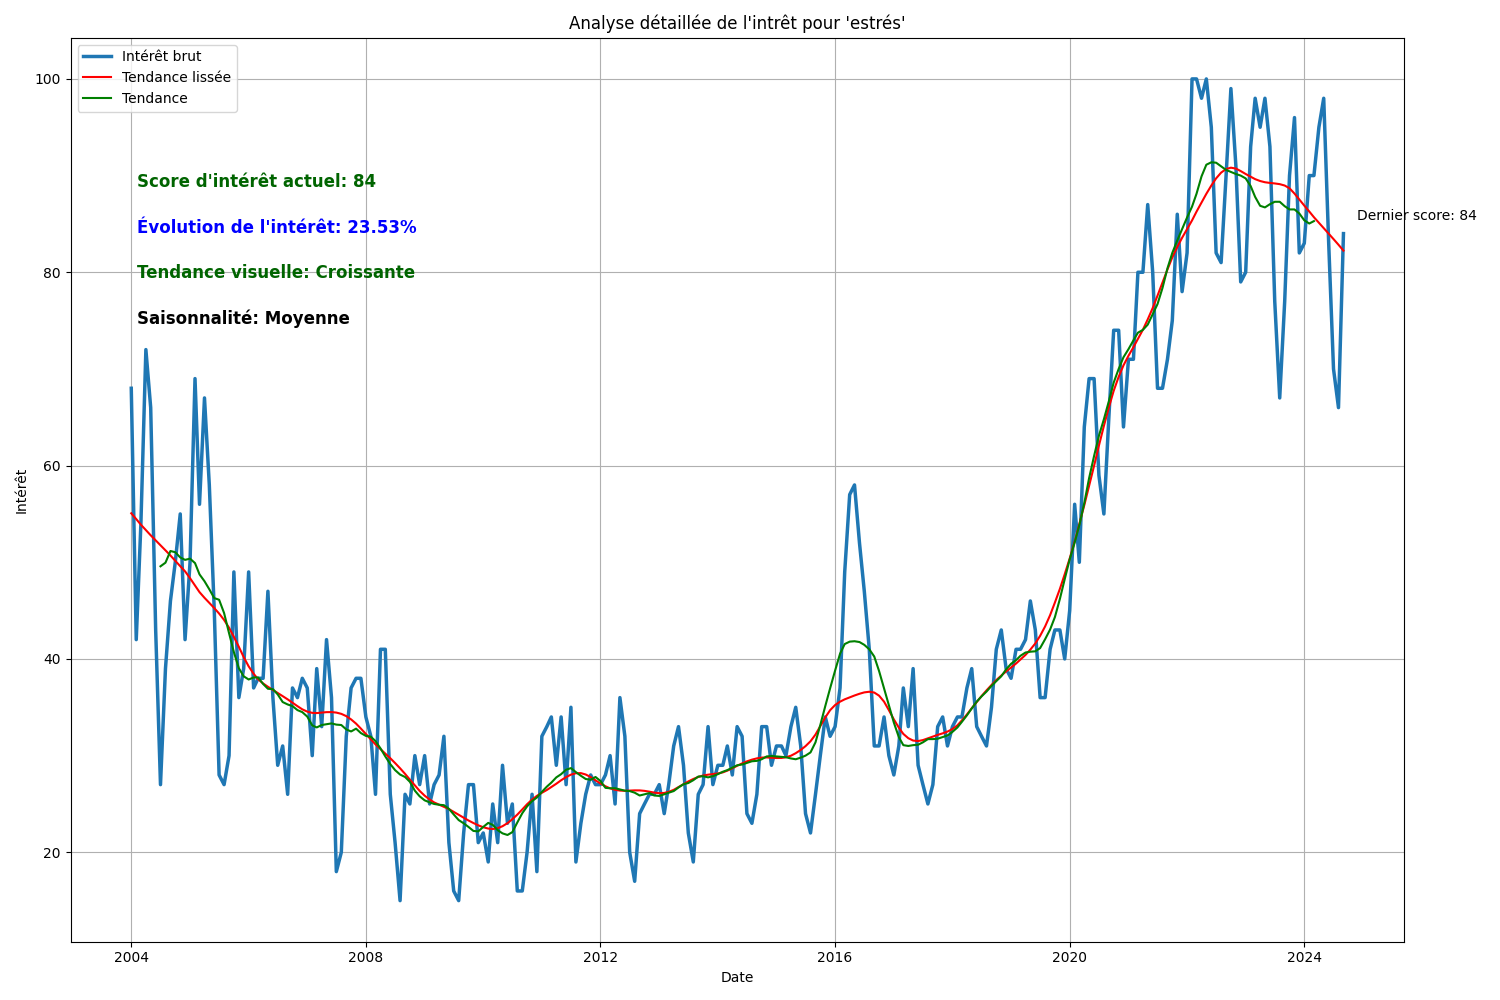 Analyse détaillée de l'intrêt pour 'estrés'
Intérêt brut
Tendance lissée
Tendance
Score d'intérêt actuel: 84
Évolution de l'intérêt: 23.53%
Tendance visuelle: Croissante
Saisonnalité: Moyenne
Dernier score: 84
Intérêt
100
80
60
40
20
2004
2008
2012
2016
2020
2024
Date